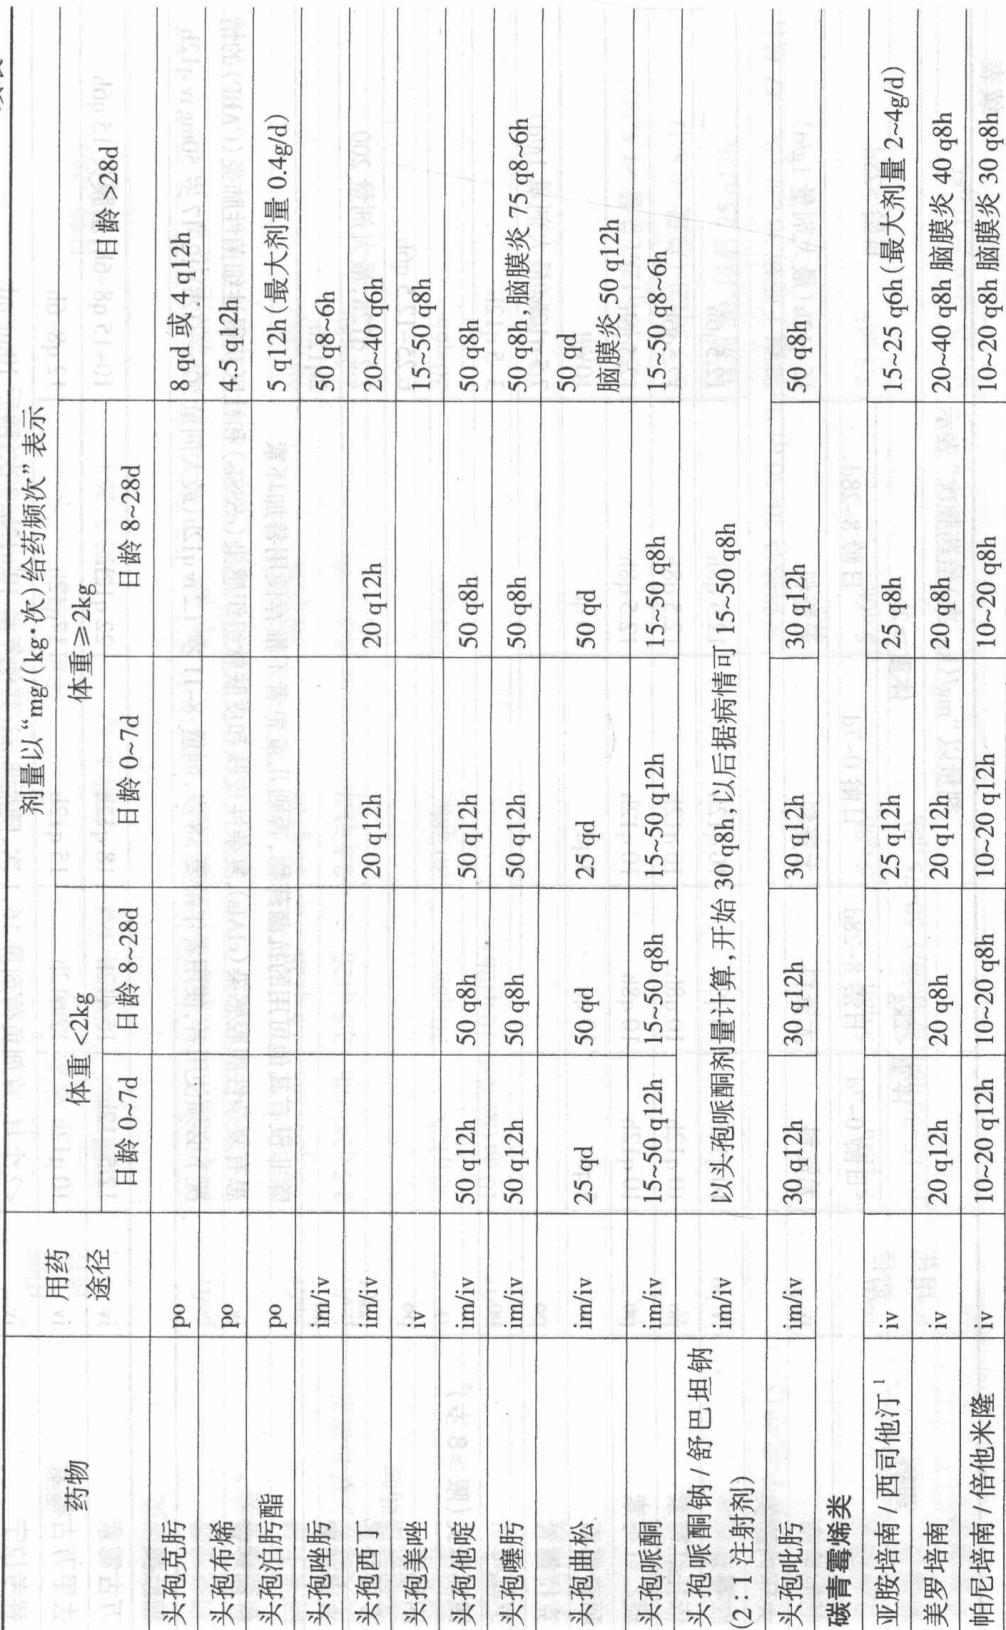 药物 用药途径 剂量以“mg/(kg·次)给药频次”表示
体重<2kg 体重≥2kg 日龄>28d
日龄 0~7d 日龄 8~28d 日龄 0~7d 日龄 8~28d
头孢克肟 po 8 qd 或 4 q12h
头孢布烯 po 4.5 q12h
头孢泊肟酯 po 5 q12h(最大剂量 0.4g/d)
头孢唑肟 im/iv 50 q8~6h
头孢西丁 im/iv 20 q12h 20 q12h 20~40 q6h
头孢美唑 iv 15~50 q8h
头孢他啶 im/iv 50 q12h 50 q8h 50 q12h 50 q8h 50 q8h
头孢噻肟 im/iv 50 q12h 50 q8h 50 q12h 50 q8h 50 q8h,脑膜炎 75 q8~6h
头孢曲松 im/iv 25 qd 50 qd 25 qd 50 qd 50 qd
脑膜炎 50 q12h
头孢哌酮 im/iv 15~50 q12h 15~50 q8h 15~50 q12h 15~50 q8h 15~50 q8~6h
头孢哌酮钠/舒巴坦钠 im/iv 以头孢哌酮剂量计算,开始 30 q8h,以后据病情可 15~50 q8h
(2∶1 注射剂)
头孢吡肟 im/iv 30 q12h 30 q12h 30 q12h 30 q12h 50 q8h
碳青霉烯类
亚胺培南/西司他汀1 iv 25 q12h 25 q8h 15~25 q6h(最大剂量 2~4g/d)
美罗培南 iv 20 q12h 20 q8h 20 q12h 20 q8h 20~40 q8h 脑膜炎 40 q8h
帕尼培南/倍他米隆 iv 10~20 q12h 10~20 q8h 10~20 q12h 10~20 q8h 10~20 q8h 脑膜炎 30 q8h